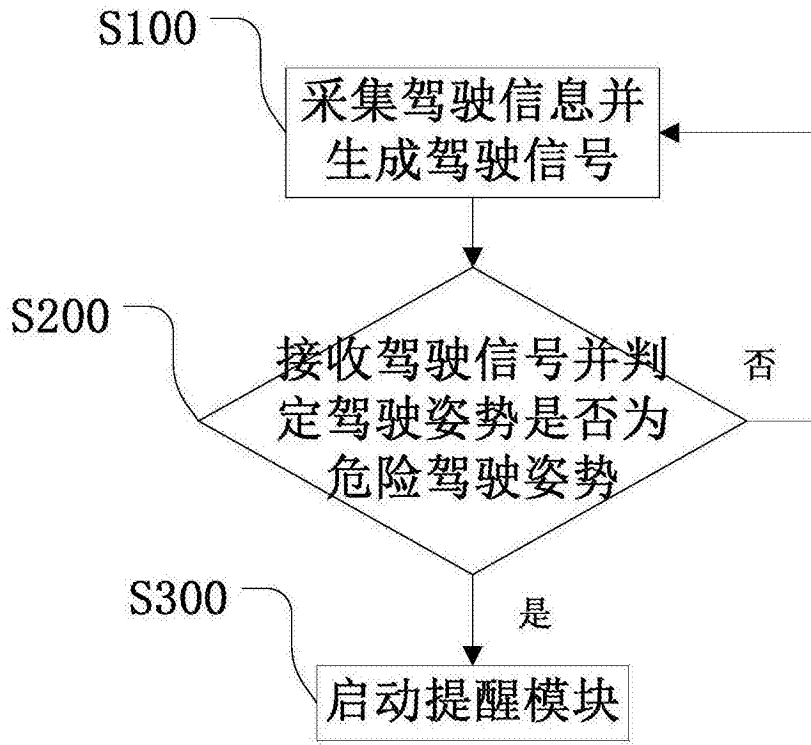 S100
采集驾驶信息并
生成驾驶信号
S200
接收驾驶信号并判
定驾驶姿势是否为
危险驾驶姿势
否
S300
是
启动提醒模块